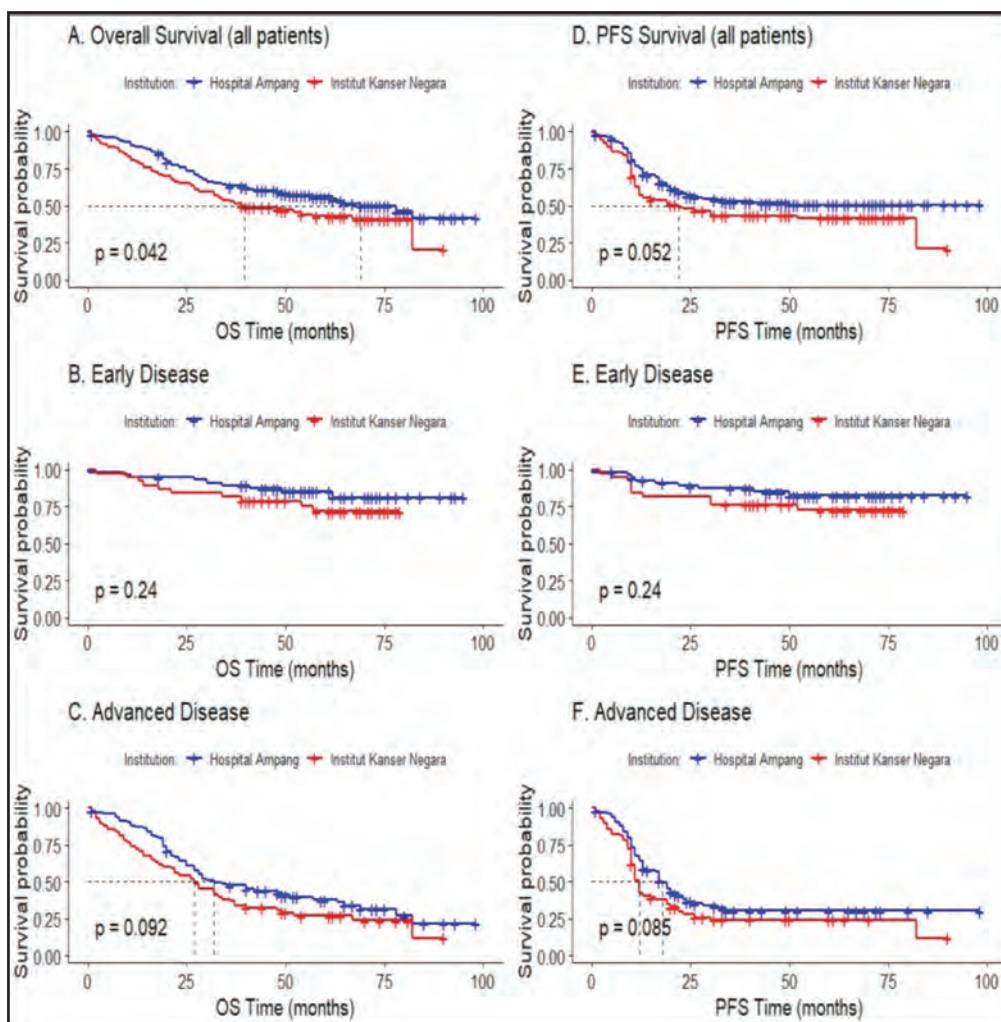 A. Overall Survival (all patients)
Institution: Hospital Ampang Institut Kanser Negara
Survival probability
1.00
0.75
0.50
0.25
0.00
p = 0.042
0 25 50 75 100
OS Time (months)
D. PFS Survival (all patients)
Institution: Hospital Ampang Institut Kanser Negara
Survival probability
1.00
0.75
0.50
0.25
0.00
p = 0.052
0 25 50 75 100
PFS Time (months)
B. Early Disease
Institution: Hospital Ampang Institut Kanser Negara
Survival probability
1.00
0.75
0.50
0.25
0.00
p = 0.24
0 25 50 75 100
OS Time (months)
E. Early Disease
Institution: Hospital Ampang Institut Kanser Negara
Survival probability
1.00
0.75
0.50
0.25
0.00
p = 0.24
0 25 50 75 100
PFS Time (months)
C. Advanced Disease
Institution: Hospital Ampang Institut Kanser Negara
Survival probability
1.00
0.75
0.50
0.25
0.00
p = 0.092
0 25 50 75 100
OS Time (months)
F. Advanced Disease
Institution: Hospital Ampang Institut Kanser Negara
Survival probability
1.00
0.75
0.50
0.25
0.00
p = 0.085
0 25 50 75 100
PFS Time (months)